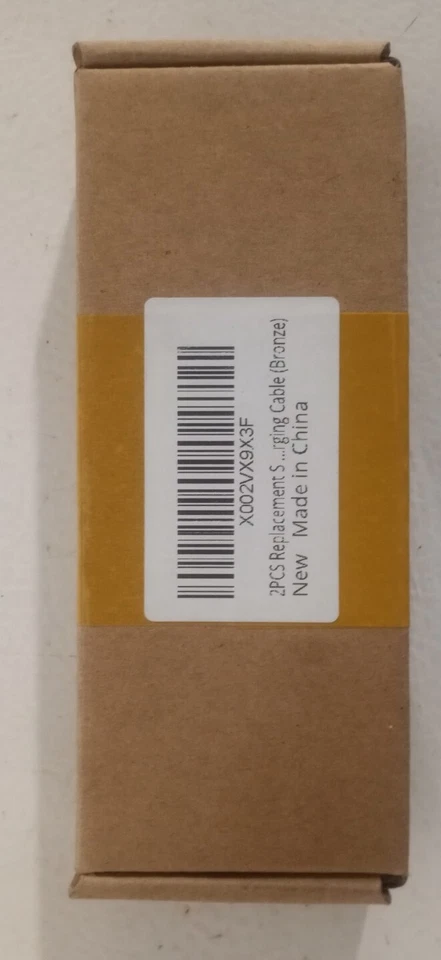 X002VX9X3F
2PCS Replacement S ...rging Cable (Bronze)
New Made in China